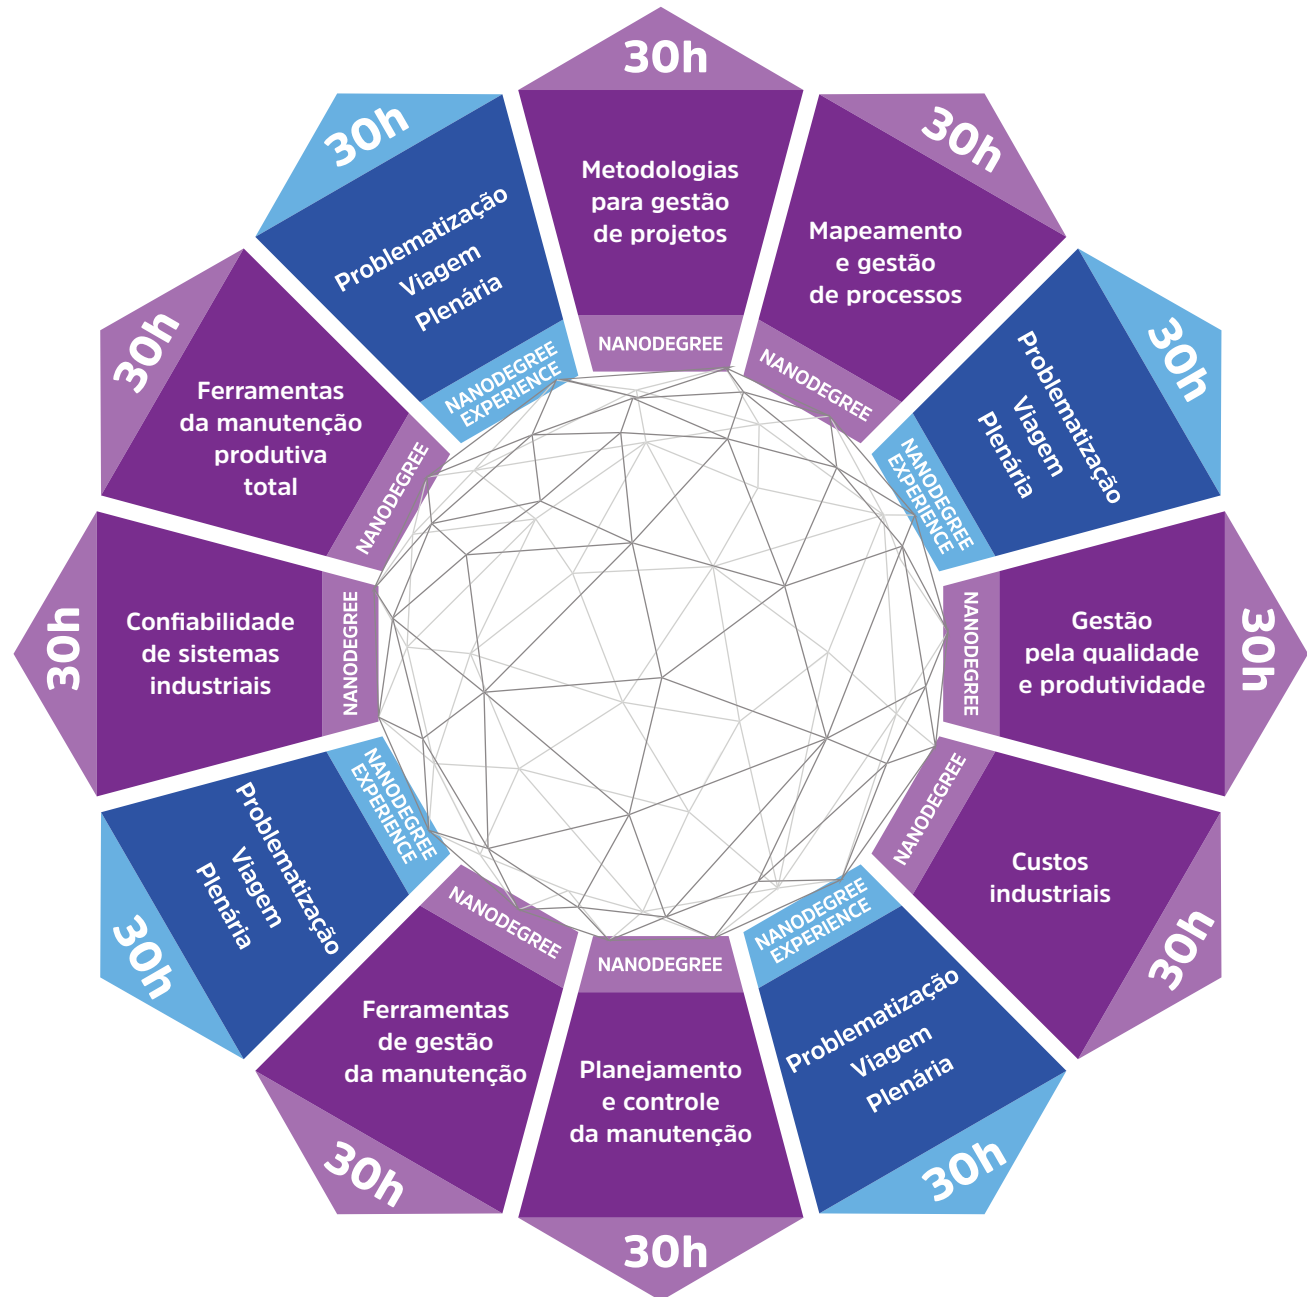 30h
Metodologias
para gestão
de projetos
NANODEGREE
30h
Mapeamento
e gestão
de processos
NANODEGREE
30h
Problematização
Viagem
Plenária
NANODEGREE
EXPERIENCE
30h
Gestão
pela qualidade
e produtividade
NANODEGREE
30h
Custos
industriais
NANODEGREE
30h
Problematização
Viagem
Plenária
NANODEGREE
EXPERIENCE
30h
Planejamento
e controle
da manutenção
NANODEGREE
30h
Ferramentas
de gestão
da manutenção
NANODEGREE
30h
Problematização
Viagem
Plenária
NANODEGREE
EXPERIENCE
30h
Confiabilidade
de sistemas
industriais
NANODEGREE
30h
Ferramentas
da manutenção
produtiva
total
NANODEGREE
30h
Problematização
Viagem
Plenária
NANODEGREE
EXPERIENCE